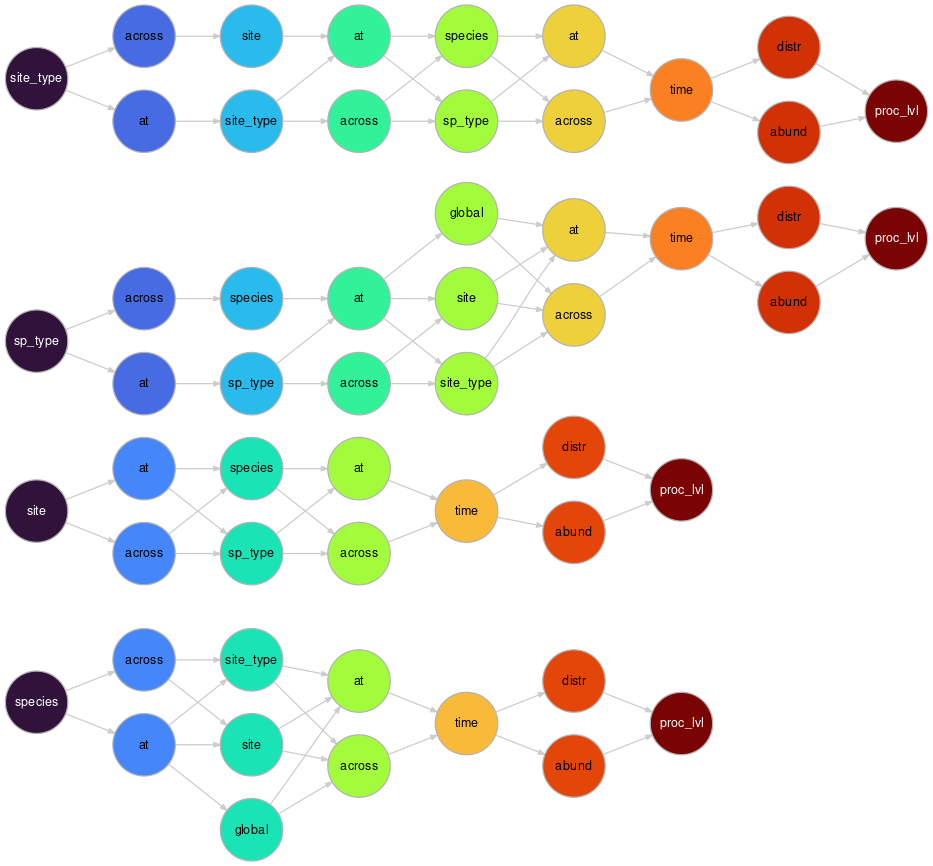 site_type
across
at
site
site_type
at
across
species
sp_type
at
across
time
distr
abund
proc_lvl
sp_type
across
at
species
sp_type
at
across
global
site
site_type
at
across
time
distr
abund
proc_lvl
site
at
across
species
sp_type
at
across
time
distr
abund
proc_lvl
species
across
at
site_type
site
global
at
across
time
distr
abund
proc_lvl